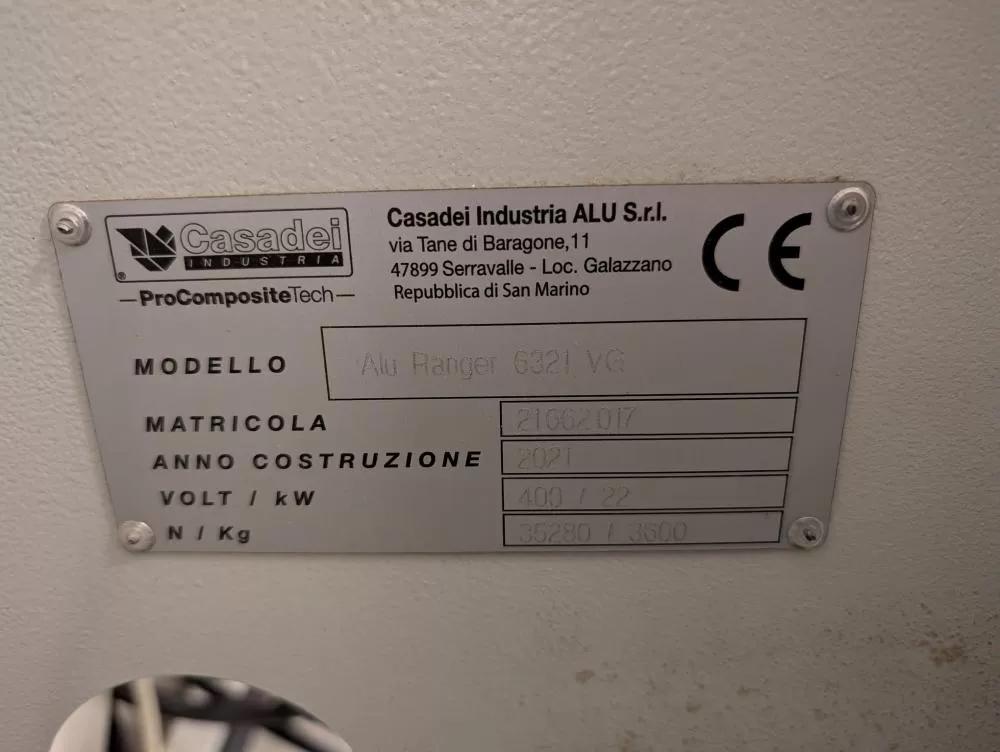 Casadei
INDUSTRIA
®
—ProCompositeTech—
Casadei Industria ALU S.r.l.
via Tane di Baragone,11
47899 Serravalle - Loc. Galazzano
Repubblica di San Marino
CE
MODELLO Alu Ranger 6321 VG
MATRICOLA 21G62017
ANNO COSTRUZIONE 2021
VOLT / kW 400 / 22
N / Kg 35280 / 3600